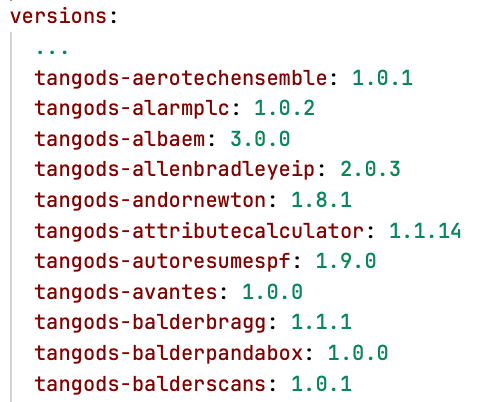 versions:
...
tangods-aerotechensemble: 1.0.1
tangods-alarmplc: 1.0.2
tangods-albaem: 3.0.0
tangods-allenbradleyeip: 2.0.3
tangods-andornewton: 1.8.1
tangods-attributecalculator: 1.1.14
tangods-autoresumespf: 1.9.0
tangods-avantes: 1.0.0
tangods-balderbragg: 1.1.1
tangods-balderpandabox: 1.0.0
tangods-balderscans: 1.0.1